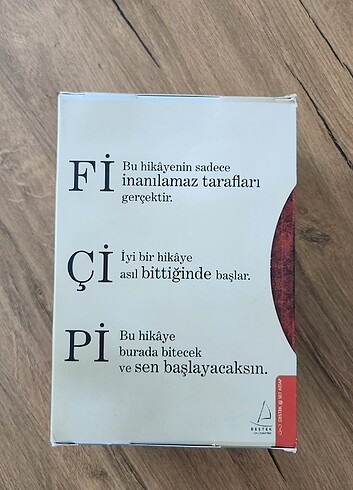 Fİ
Bu hikâyenin sadece
inanılamaz tarafları
gerçektir.
Çİ
İyi bir hikâye
asıl bittiğinde başlar.
Pİ
Bu hikâye
burada bitecek
ve sen başlayacaksın.
DESTEK